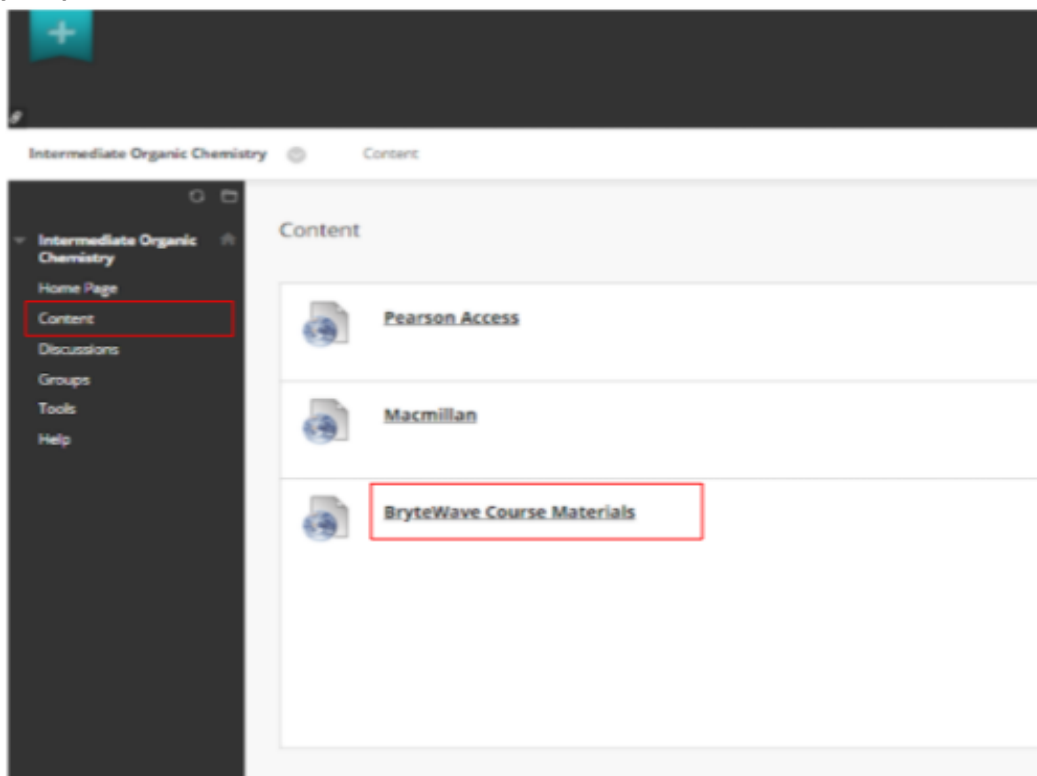 Intermediate Organic Chemistry
Content
Intermediate Organic
Chemistry
Home Page
Content
Discussions
Groups
Tools
Help
Content
Pearson Access
Macmillan
BryteWave Course Materials